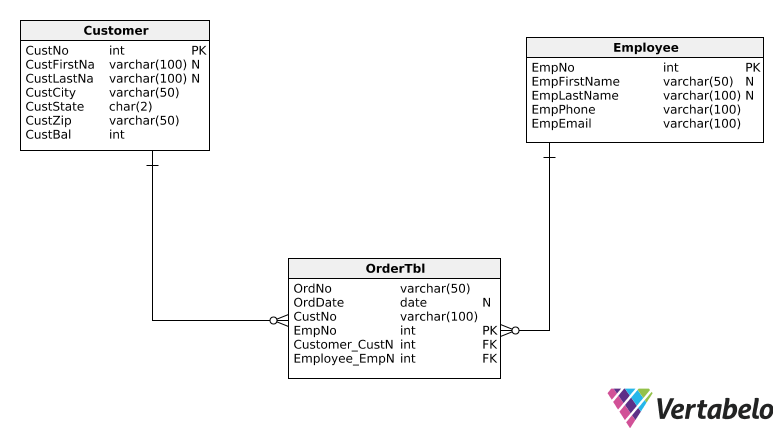 Customer
CustNo int PK
CustFirstNa varchar(100) N
CustLastNa varchar(100) N
CustCity varchar(50)
CustState char(2)
CustZip varchar(50)
CustBal int
Employee
EmpNo int PK
EmpFirstName varchar(50) N
EmpLastName varchar(100) N
EmpPhone varchar(100)
EmpEmail varchar(100)
OrderTbl
OrdNo varchar(50)
OrdDate date N
CustNo varchar(100)
EmpNo int PK
Customer_CustN int FK
Employee_EmpN int FK
Vertabelo